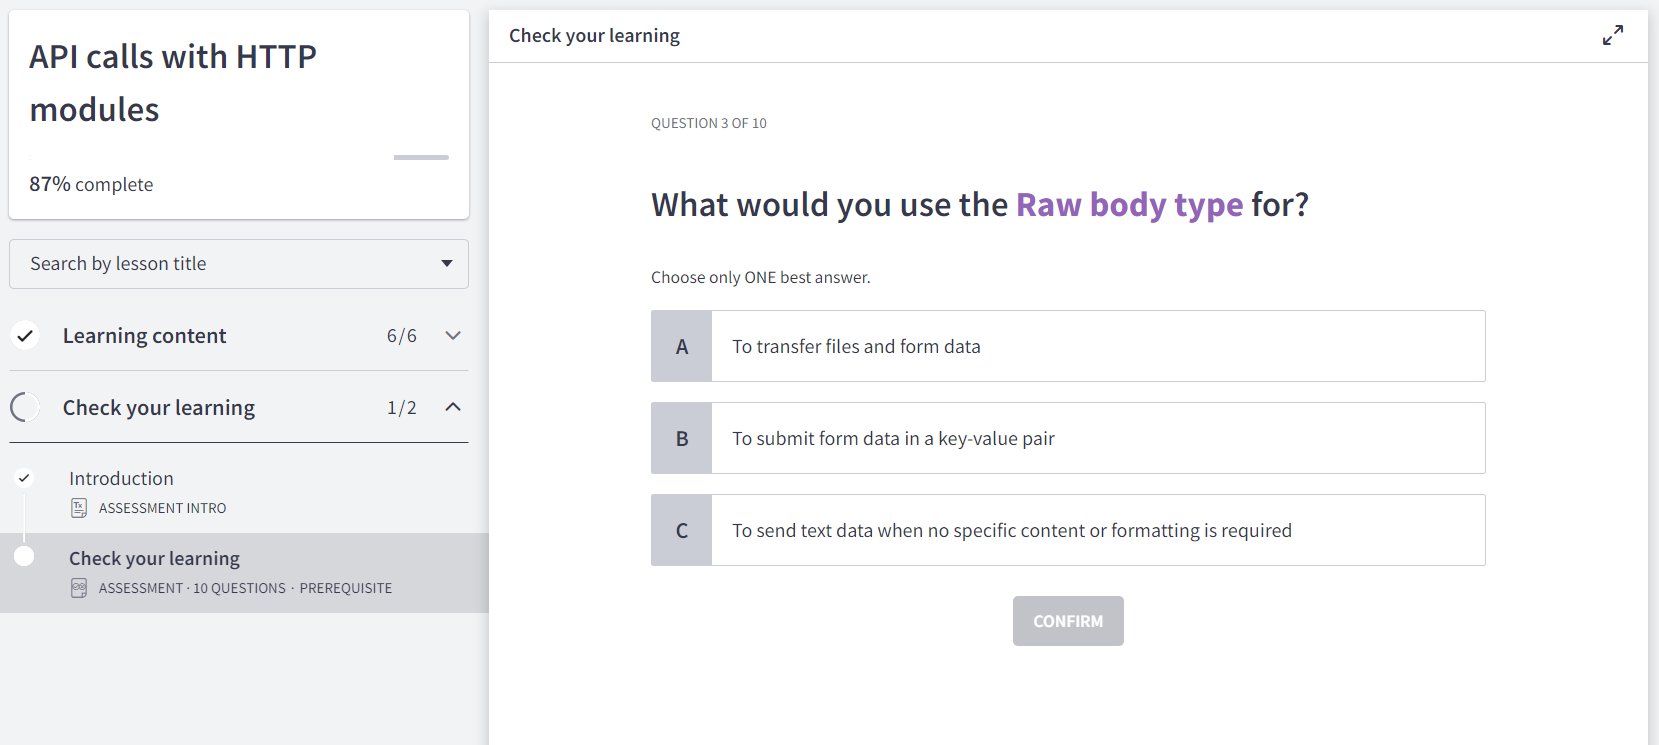 API calls with HTTP
modules
87% complete
Search by lesson title
Learning content 6/6
Check your learning 1/2
Introduction
ASSESSMENT INTRO
Check your learning
ASSESSMENT · 10 QUESTIONS · PREREQUISITE
Check your learning
QUESTION 3 OF 10
What would you use the Raw body type for?
Choose only ONE best answer.
A To transfer files and form data
B To submit form data in a key-value pair
C To send text data when no specific content or formatting is required
CONFIRM